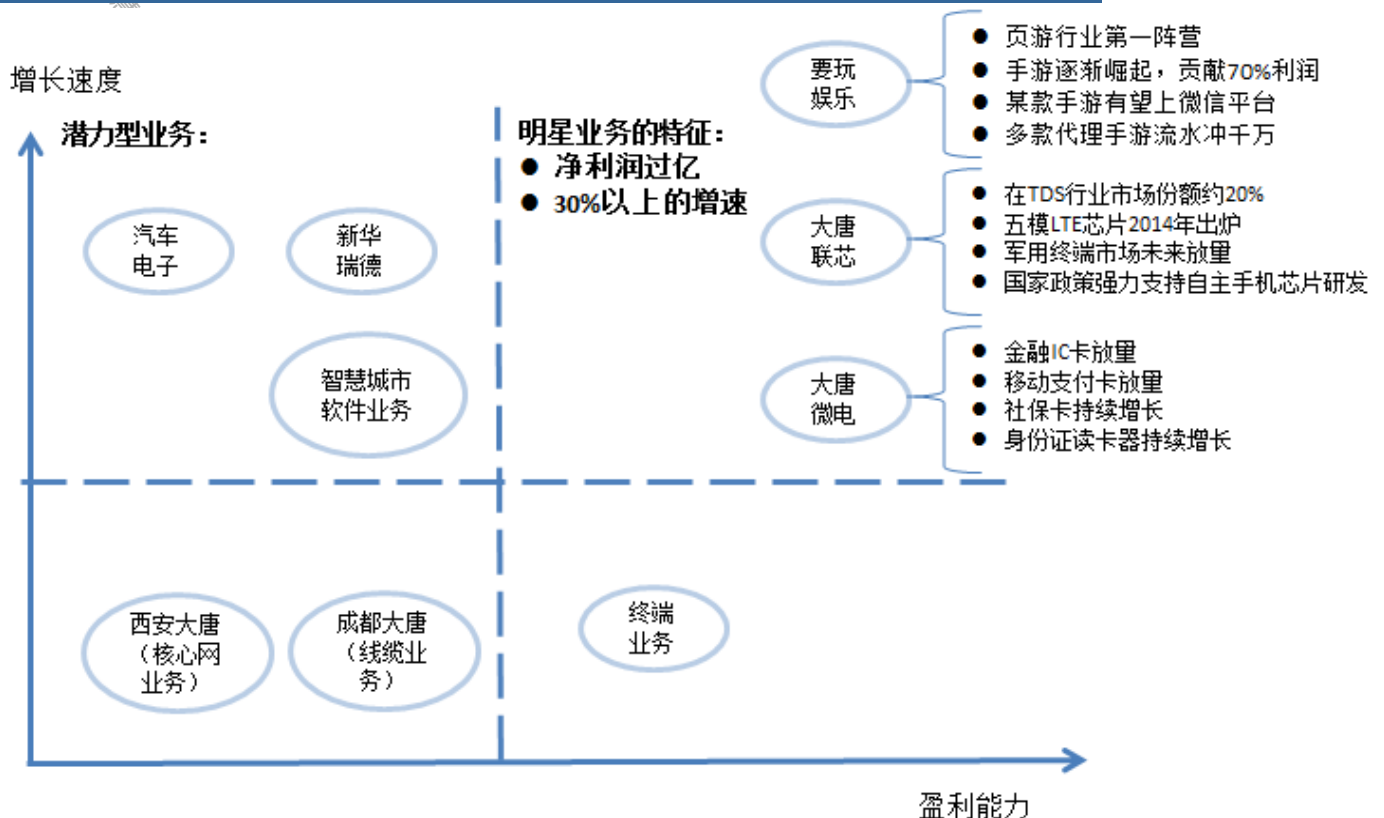 增长速度
潜力型业务：
汽车
电子
新华
瑞德
智慧城市
软件业务
明星业务的特征：
● 净利润过亿
● 30%以上的增速
要玩
娱乐
● 页游行业第一阵营
● 手游逐渐崛起，贡献70%利润
● 某款手游有望上微信平台
● 多款代理手游流水冲千万
大唐
联芯
● 在TDS行业市场份额约20%
● 五模LTE芯片2014年出炉
● 军用终端市场未来放量
● 国家政策强力支持自主手机芯片研发
大唐
微电
● 金融IC卡放量
● 移动支付卡放量
● 社保卡持续增长
● 身份证读卡器持续增长
西安大唐
（核心网
业务）
成都大唐
（线缆业
务）
终端
业务
盈利能力